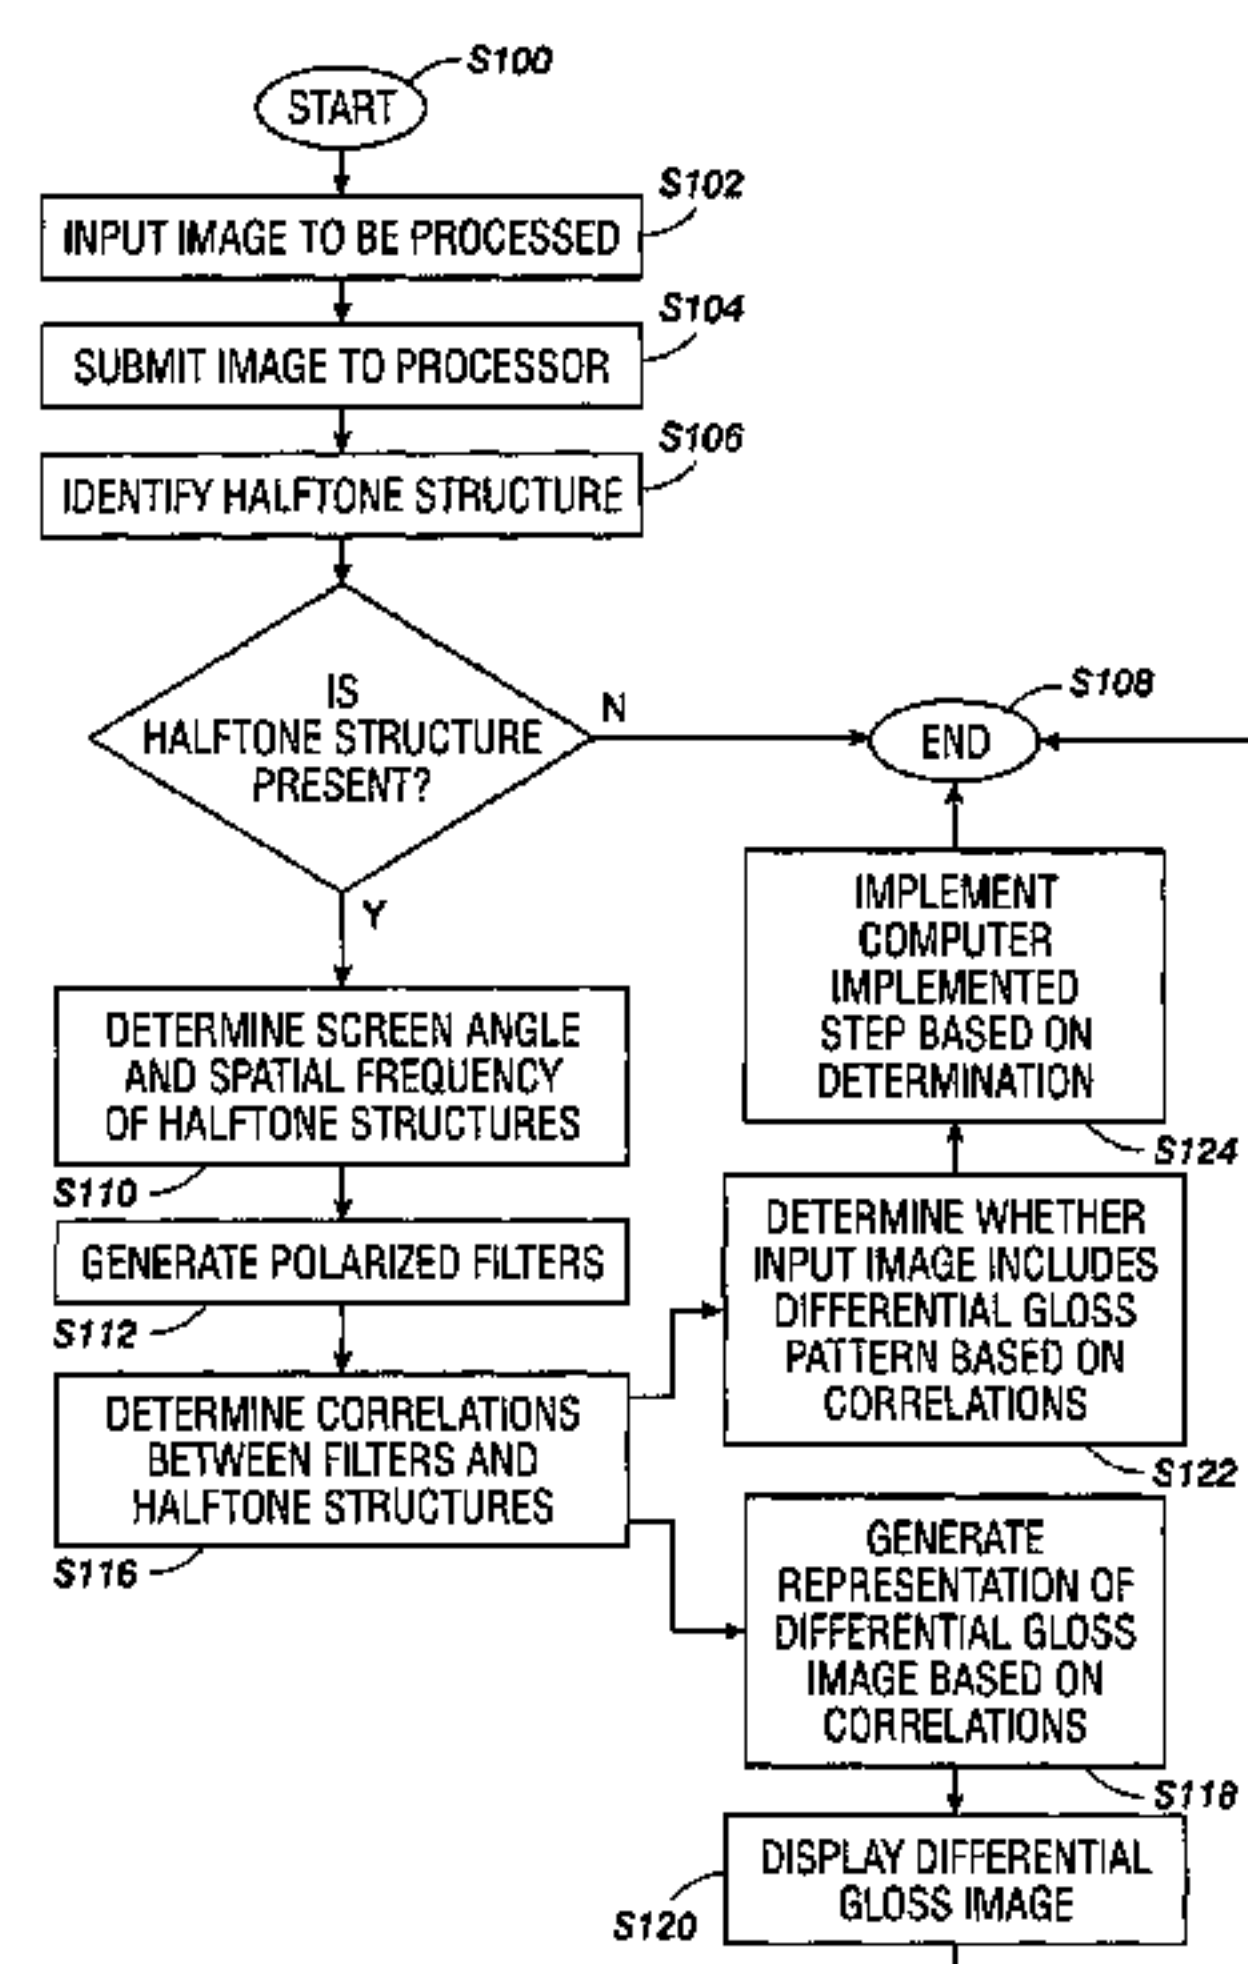 S100
START
S102
INPUT IMAGE TO BE PROCESSED
S104
SUBMIT IMAGE TO PROCESSOR
S106
IDENTIFY HALFTONE STRUCTURE
IS
HALFTONE STRUCTURE
PRESENT?
N
S108
END
Y
DETERMINE SCREEN ANGLE
AND SPATIAL FREQUENCY
OF HALFTONE STRUCTURES
S110
GENERATE POLARIZED FILTERS
S112
DETERMINE CORRELATIONS
BETWEEN FILTERS AND
HALFTONE STRUCTURES
S116
IMPLEMENT
COMPUTER
IMPLEMENTED
STEP BASED ON
DETERMINATION
S124
DETERMINE WHETHER
INPUT IMAGE INCLUDES
DIFFERENTIAL GLOSS
PATTERN BASED ON
CORRELATIONS
S122
GENERATE
REPRESENTATION OF
DIFFERENTIAL GLOSS
IMAGE BASED ON
CORRELATIONS
S118
DISPLAY DIFFERENTIAL
GLOSS IMAGE
S120